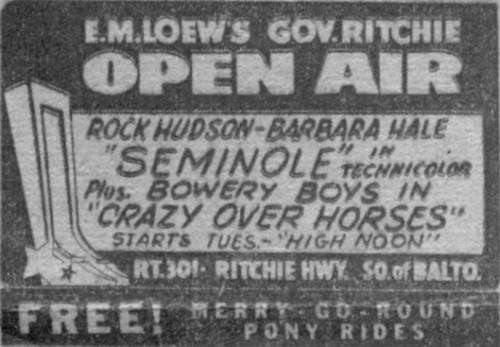 E.M.LOEW'S GOV.RITCHIE
OPEN AIR
ROCK HUDSON-BARBARA HALE
"SEMINOLE" IN TECHNICOLOR
Plus. BOWERY BOYS IN
"CRAZY OVER HORSES"
STARTS TUES.-"HIGH NOON"
RT.301· RITCHIE HWY. SO.of BALTO.
FREE! MERRY-GO-ROUND
PONY RIDES